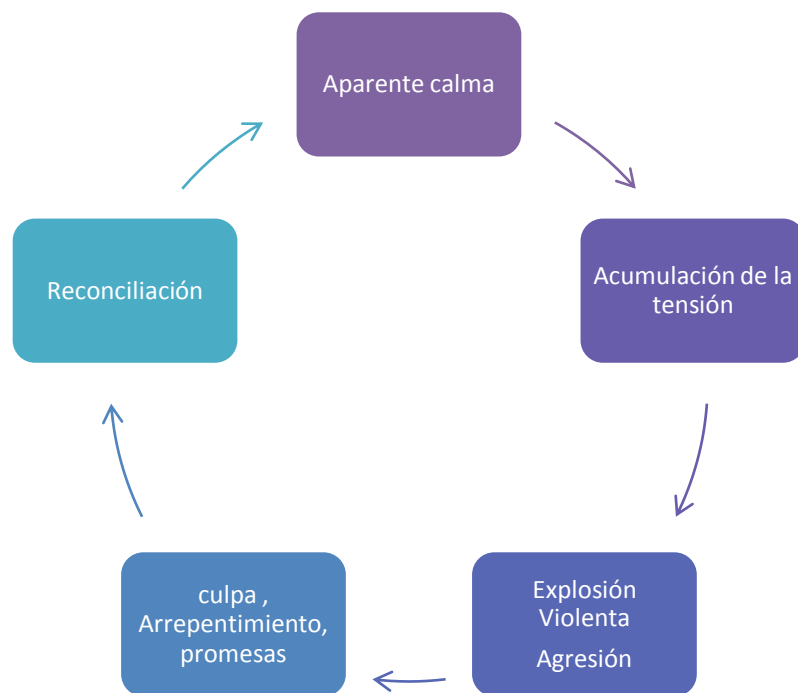 Aparente calma
Acumulación de la
tensión
Explosión
Violenta
Agresión
culpa ,
Arrepentimiento,
promesas
Reconciliación